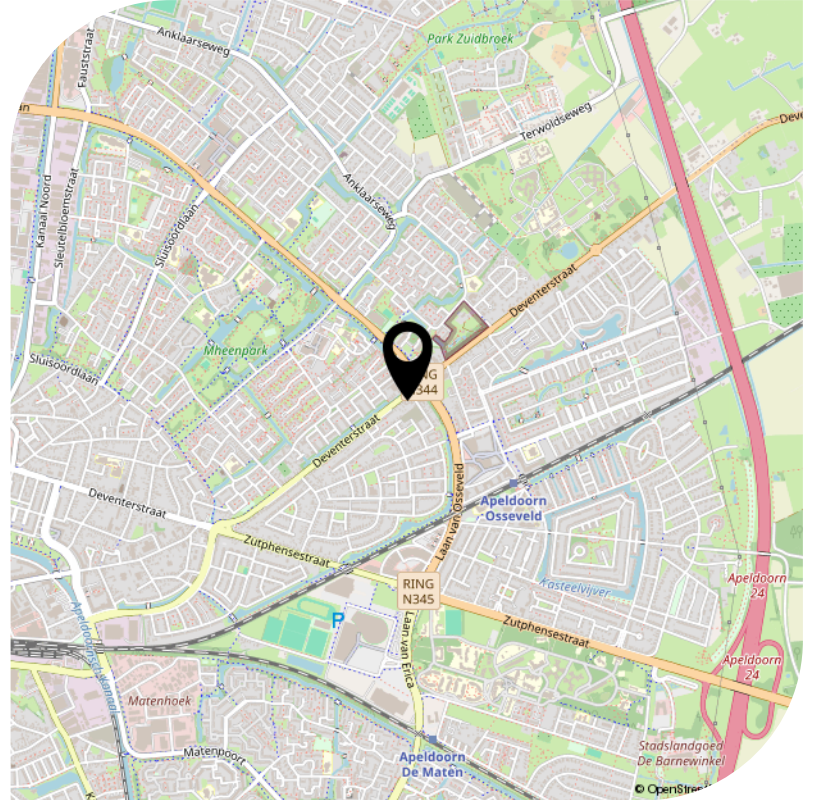 Anklaarseweg
Park Zuidbroek
Fauststraat
Terwoldseweg
Anklaarseweg
Kanaal Noord
Sleutelbloemstraat
Sluisoordlaan
Deventerstraat
Mheenpark
Sluisoordlaan
RING
N344
Deventerstraat
Deventerstraat
Laan van Osseveld
Apeldoorn
Osseveld
Zutphensestraat
Kasteelvijver
RING
N345
Apeldoorn
24
P
Zutphensestraat
Laan van Erica
Apeldoorns Kanaal
Apeldoorn
24
Matenhoek
Matenpoort
Apeldoorn
De Maten
Stadslandgoed
De Barnewinkel